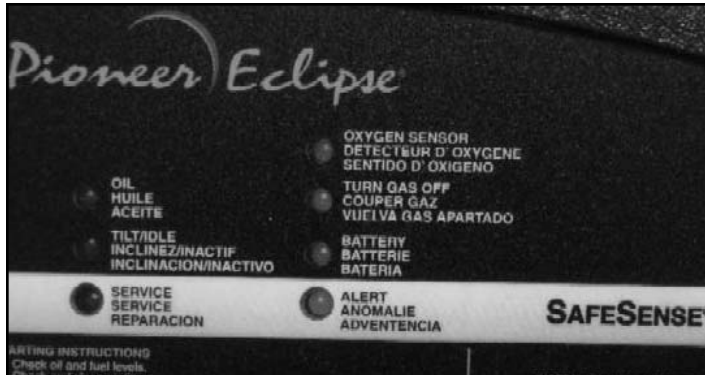 Pioneer Eclipse
OXYGEN SENSOR
DETECTEUR D' OXYGENE
SENTIDO D' OXIGENO
OIL
HUILE
ACEITE
TURN GAS OFF
COUPER GAZ
VUELVA GAS APARTADO
TILT/IDLE
INCLINEZ/INACTIF
INCLINACION/INACTIVO
BATTERY
BATTERIE
BATERIA
SERVICE
SERVICE
REPARACION
ALERT
ANOMALIE
ADVENTENCIA
SAFESENSE
ARTING INSTRUCTIONS
Check oil and fuel levels.